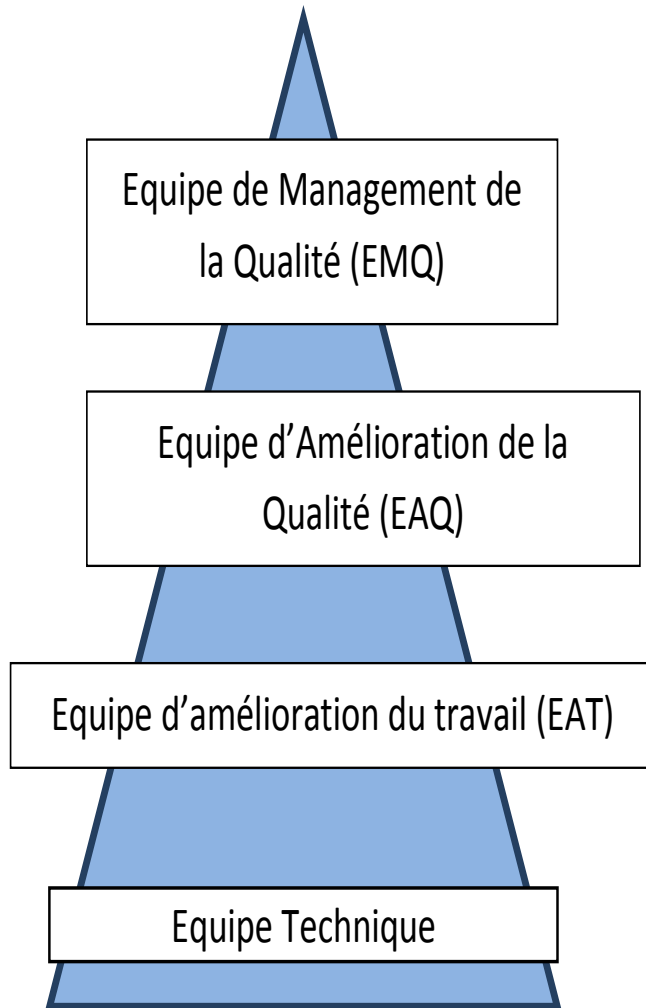 Equipe de Management de
la Qualité (EMQ)
Equipe d’Amélioration de la
Qualité (EAQ)
Equipe d’amélioration du travail (EAT)
Equipe Technique